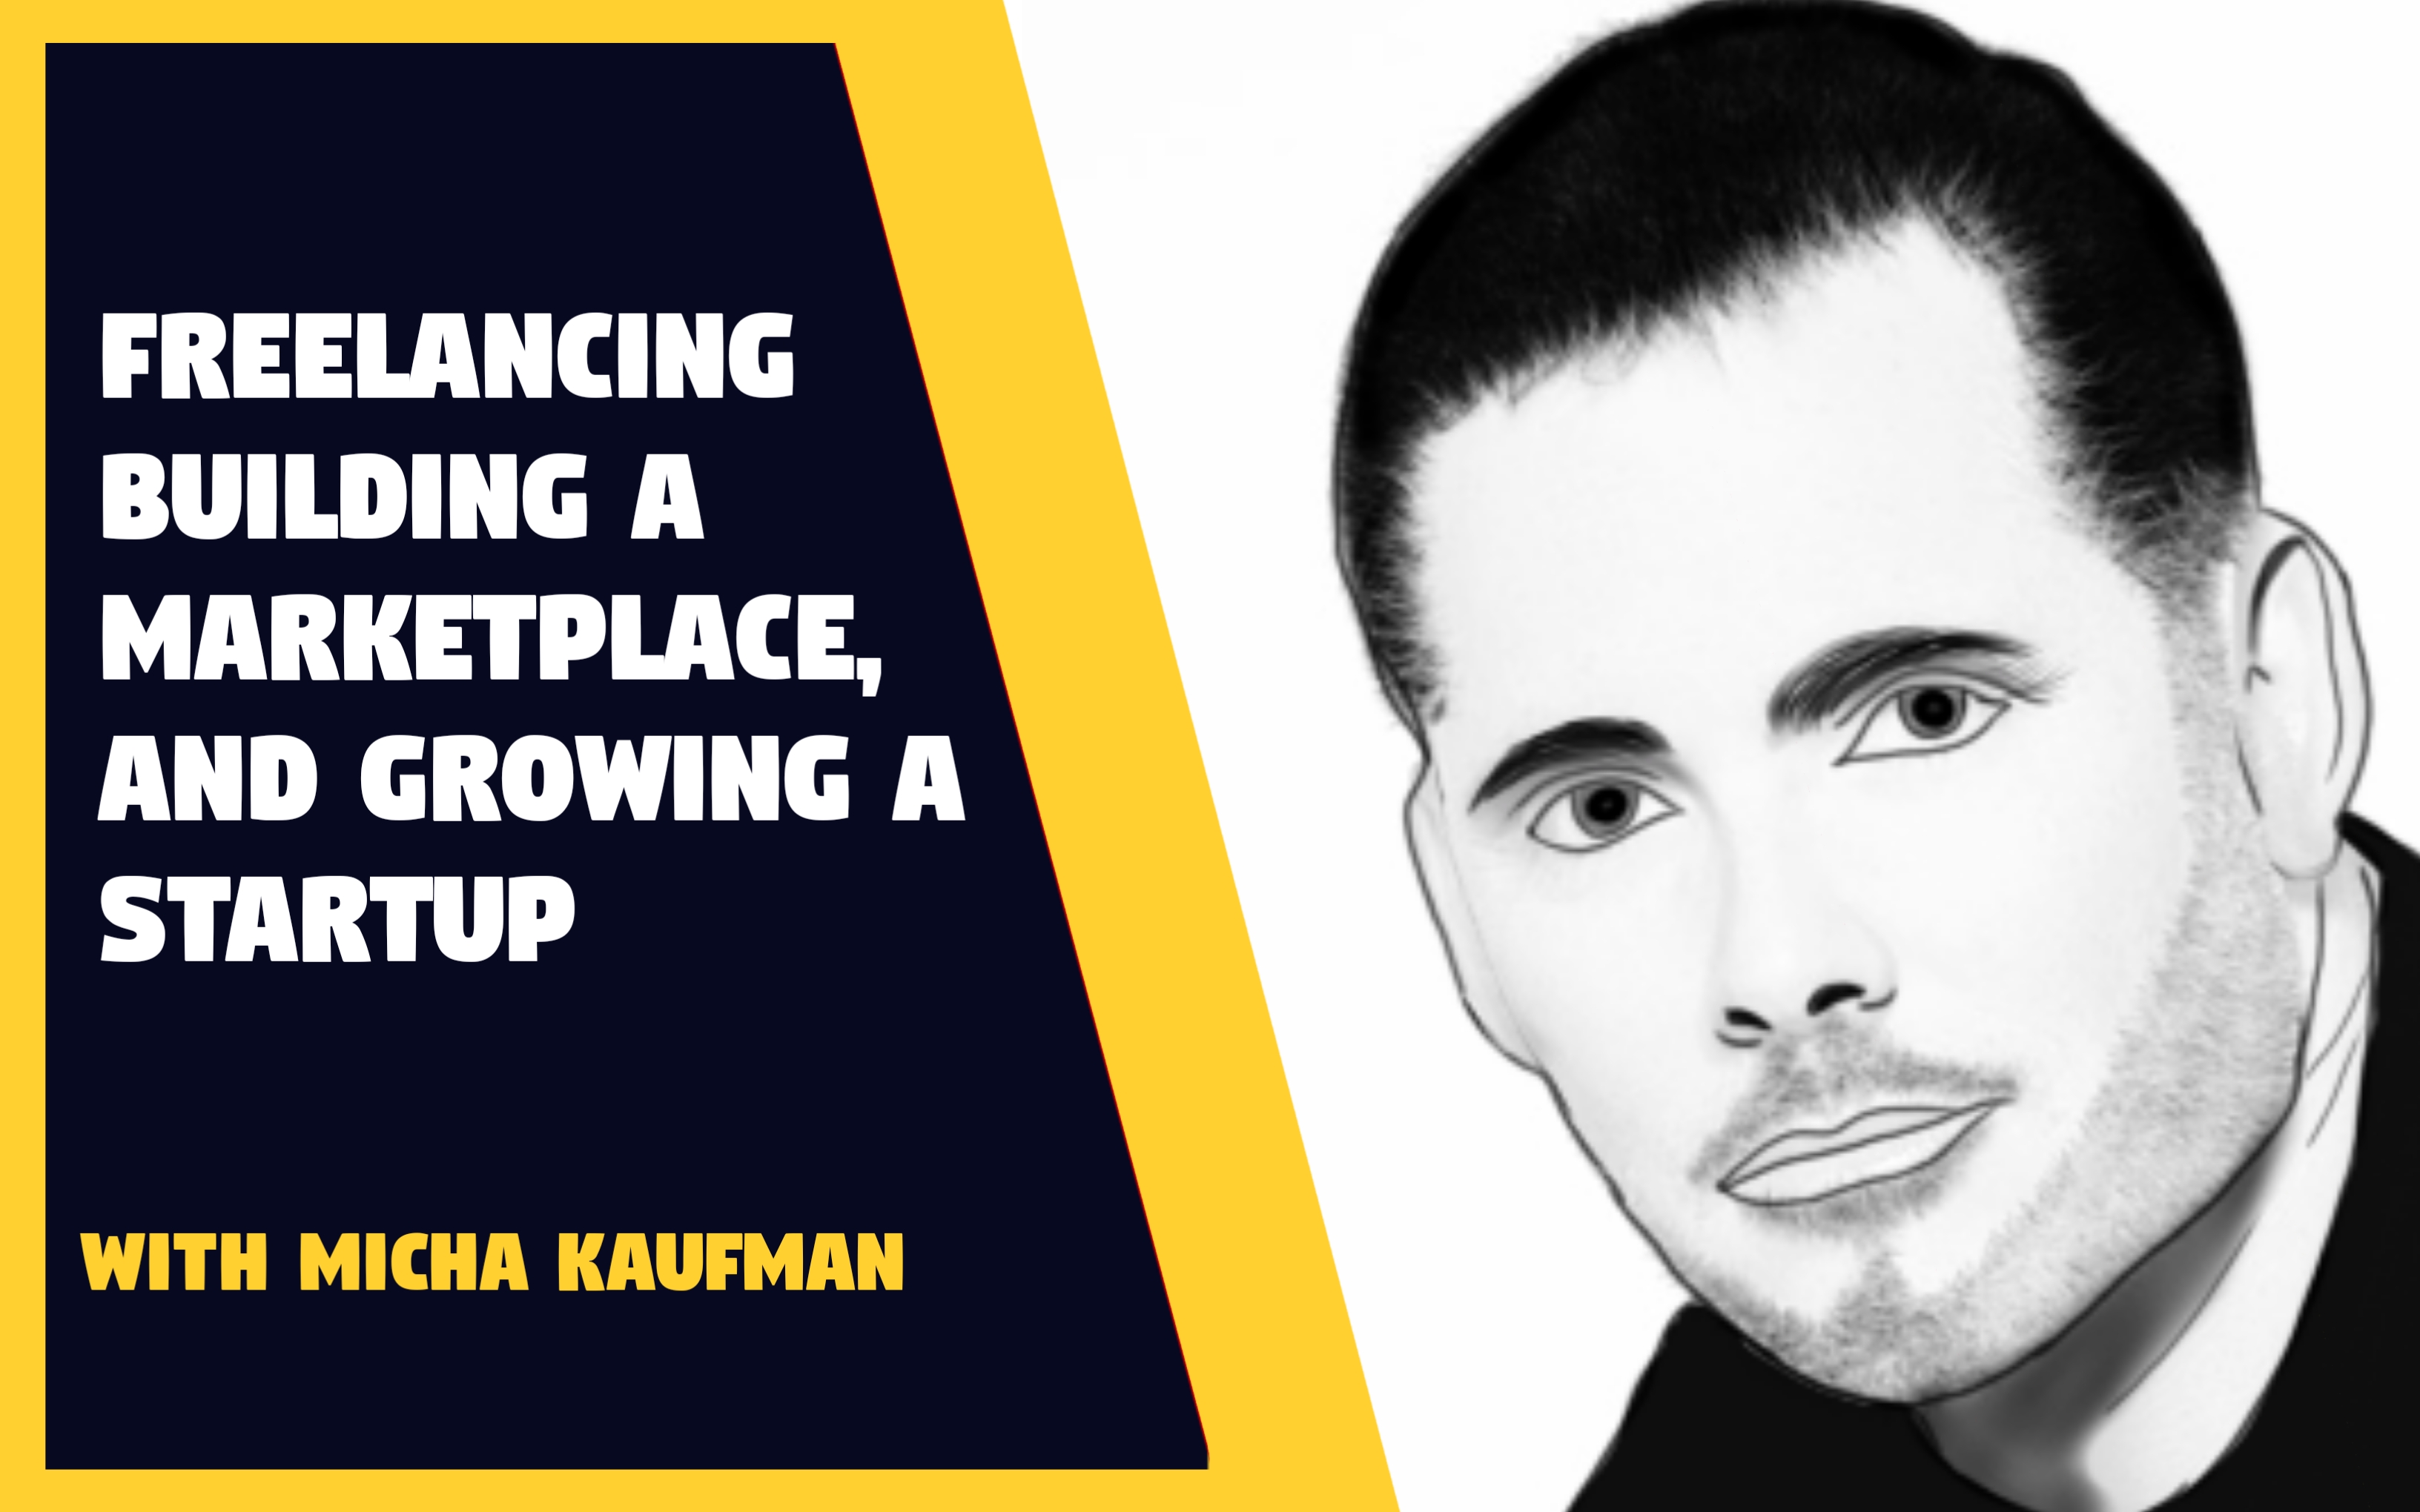 FREELANCING
BUILDING A
MARKETPLACE,
AND GROWING A
STARTUP
WITH MICHA KAUFMAN